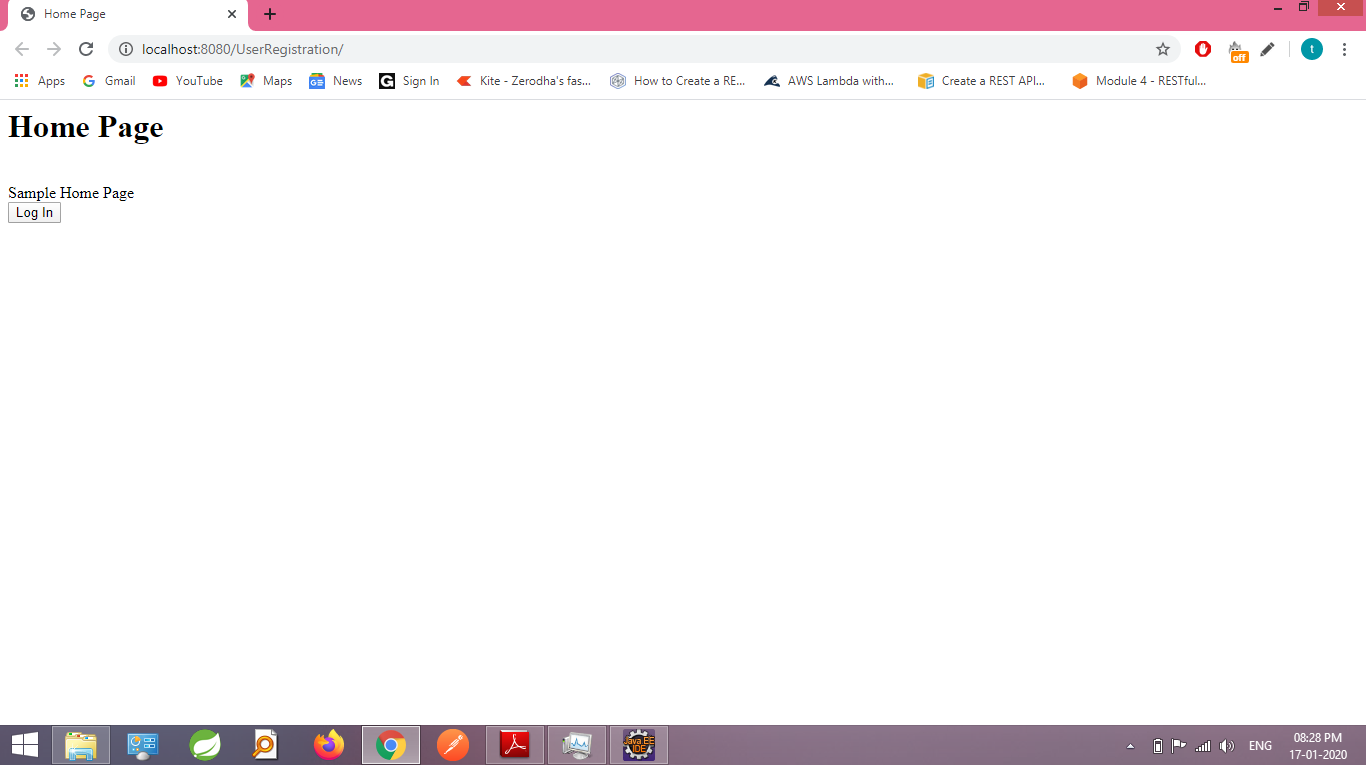 Home Page
localhost:8080/UserRegistration/
off
t
Apps Gmail YouTube Maps News Sign In Kite - Zerodha's fas... How to Create a RE... AWS Lambda with... Create a REST API... Module 4 - RESTful...
Home Page
Sample Home Page
Log In
Java EE
IDE
ENG
08:28 PM
17-01-2020